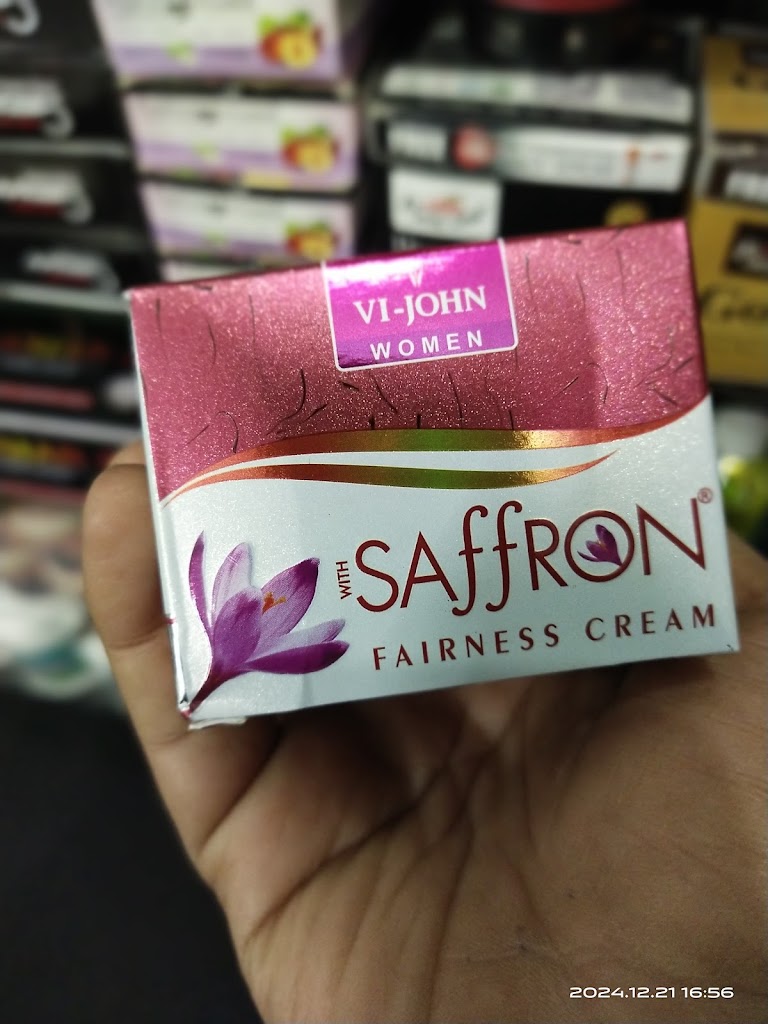 VI-JOHN
WOMEN
WITH SAffRON®
FAIRNESS CREAM
2024.12.21 16:56